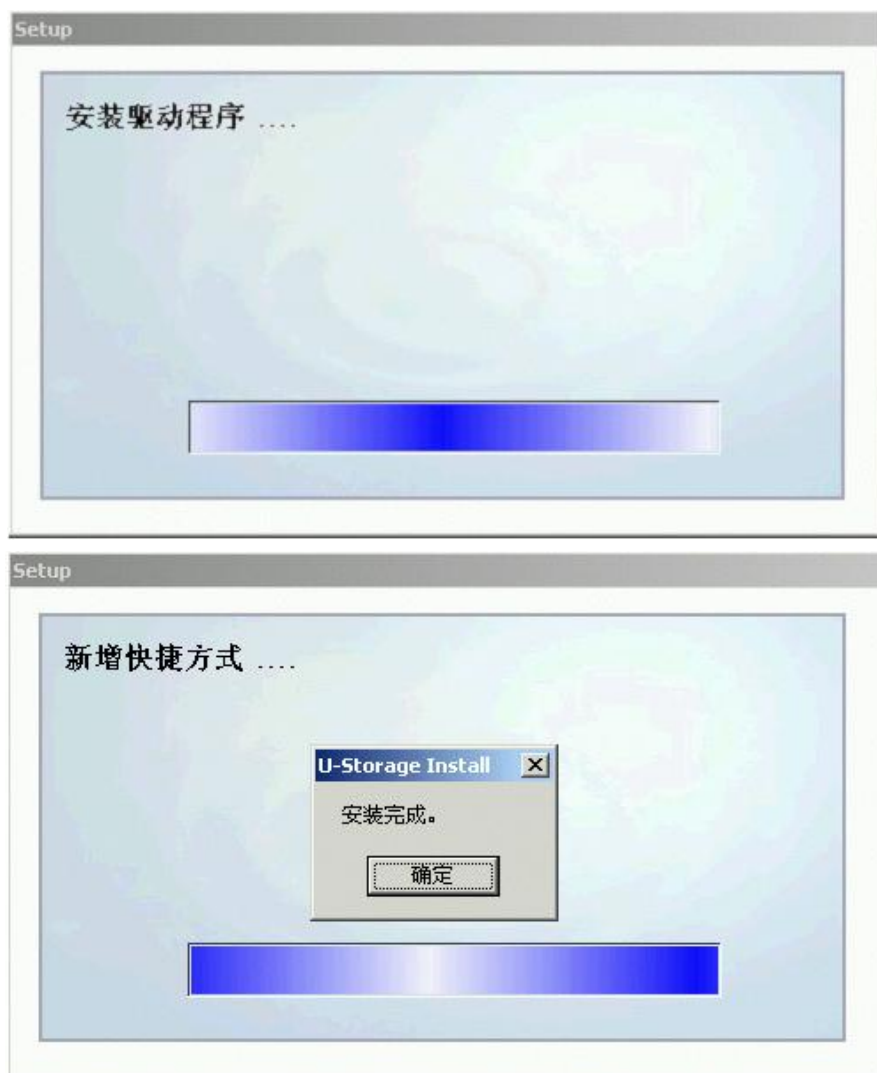 Setup
安装驱动程序 ....
Setup
新增快捷方式 ....
U-Storage Install
安装完成。
确定